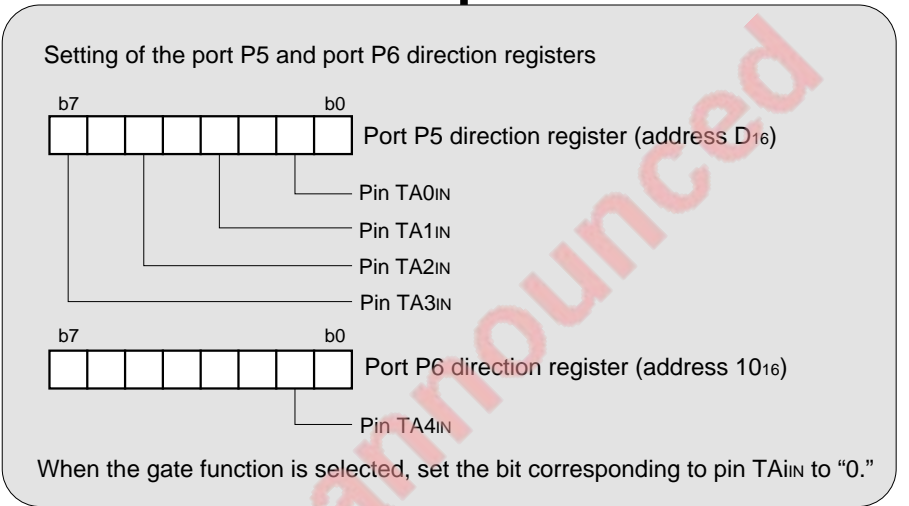 Setting of the port P5 and port P6 direction registers
b7 b0
Port P5 direction register (address D16)
Pin TA0IN
Pin TA1IN
Pin TA2IN
Pin TA3IN
b7 b0
Port P6 direction register (address 1016)
Pin TA4IN
When the gate function is selected, set the bit corresponding to pin TAiIN to “0.”
announced